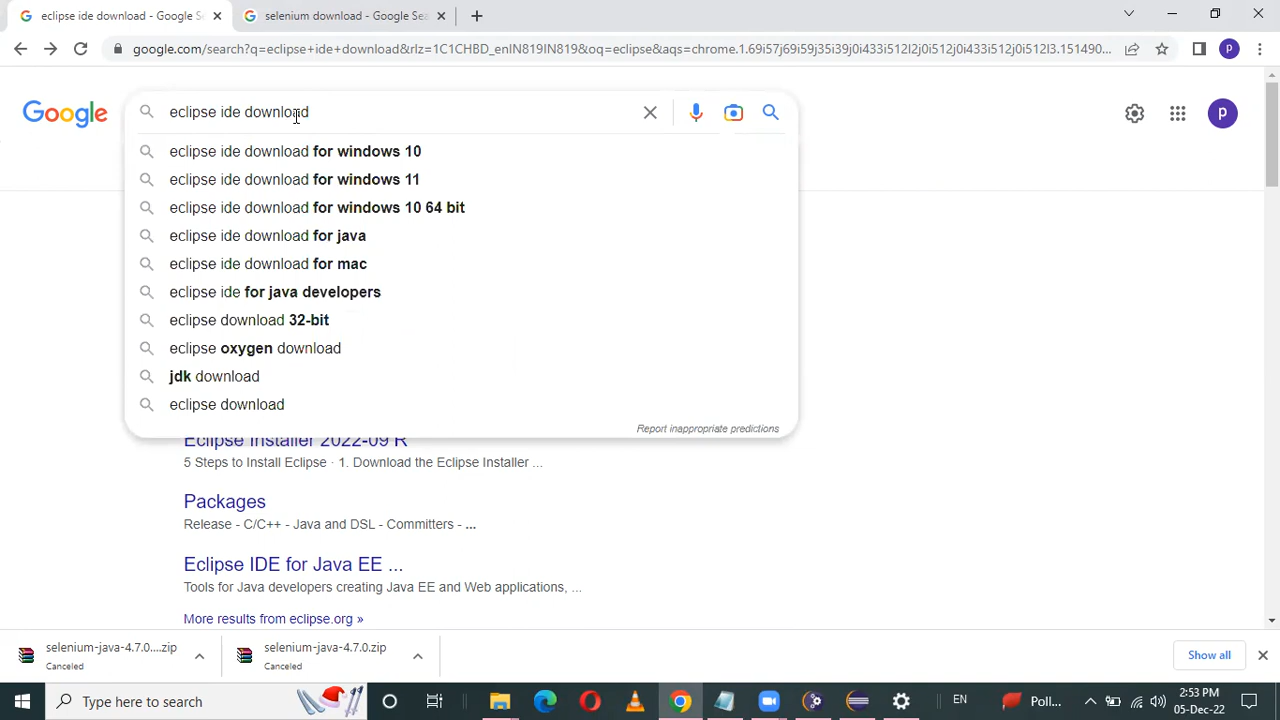 eclipse ide download - Google S
selenium download - Google Sea
google.com/search?q=eclipse+ide+download&rlz=1C1CHBD_enIN819IN819&oq=eclipse&aqs=chrome.1.69i57j69i59j35i39j0i433i512l2j0i512j0i433i512j0i512l3.151490...
P
Google
eclipse ide download
P
eclipse ide download for windows 10
eclipse ide download for windows 11
eclipse ide download for windows 10 64 bit
eclipse ide download for java
eclipse ide download for mac
eclipse ide for java developers
eclipse download 32-bit
eclipse oxygen download
jdk download
eclipse download
Report inappropriate predictions
Eclipse Installer 2022-09 R
5 Steps to Install Eclipse · 1. Download the Eclipse Installer ...
Packages
Release - C/C++ - Java and DSL - Committers - ...
Eclipse IDE for Java EE ...
Tools for Java developers creating Java EE and Web applications, ...
More results from eclipse.org »
selenium-java-4.7.0....zip
Canceled
selenium-java-4.7.0.zip
Canceled
Show all
Type here to search
EN
Poll...
2:53 PM
05-Dec-22